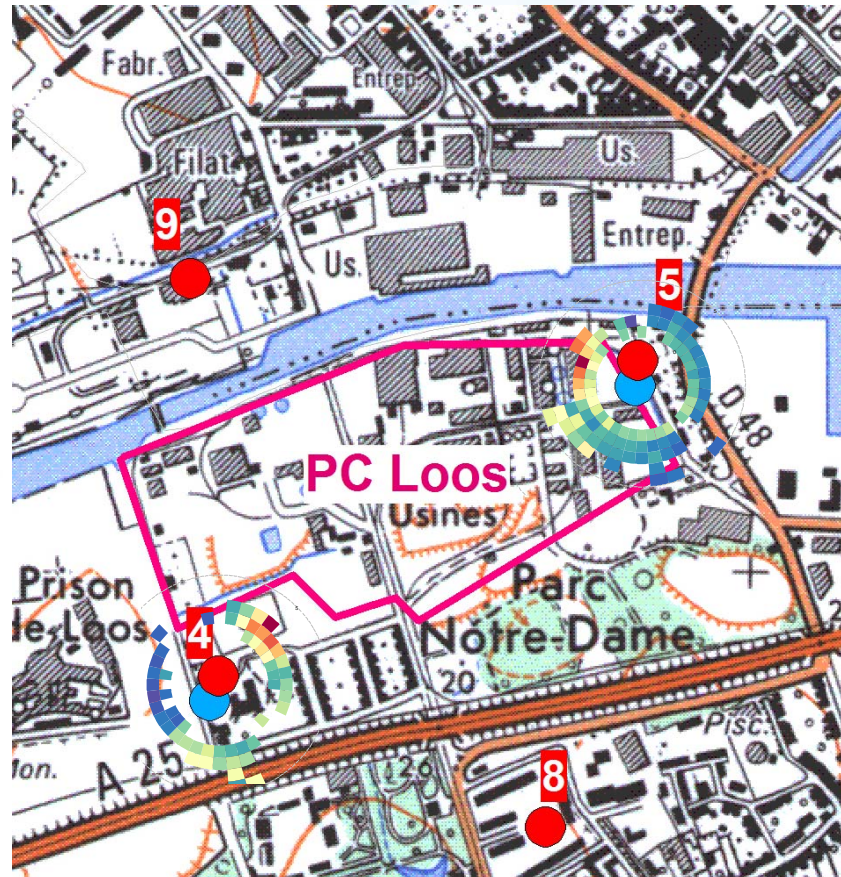 Fabr.
Entrep.
Filat.
Us.
9
Us.
Entrep.
5
D 48
PC Loos
Usines
Prison
de-Loos
Parc
Notre-Dame
4
20
Pisc.
A 25
126
8